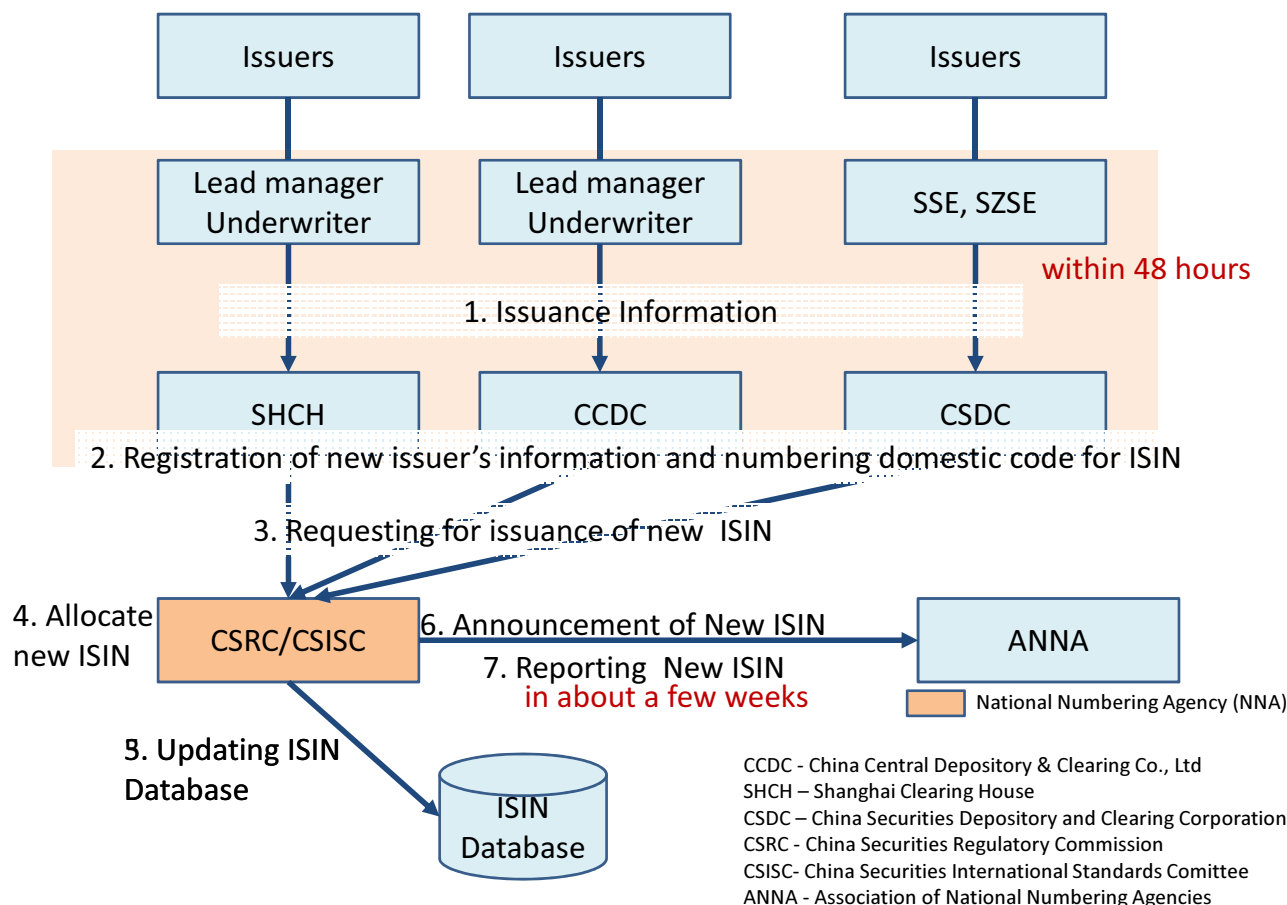 Issuers
Issuers
Issuers
Lead manager
Underwriter
Lead manager
Underwriter
SSE, SZSE
within 48 hours
1. Issuance Information
SHCH
CCDC
CSDC
2. Registration of new issuer’s information and numbering domestic code for ISIN
3. Requesting for issuance of new ISIN
4. Allocate
new ISIN
CSRC/CSISC
6. Announcement of New ISIN
7. Reporting New ISIN
in about a few weeks
ANNA
National Numbering Agency (NNA)
5. Updating ISIN
Database
ISIN
Database
CCDC - China Central Depository & Clearing Co., Ltd
SHCH – Shanghai Clearing House
CSDC – China Securities Depository and Clearing Corporation
CSRC - China Securities Regulatory Commission
CSISC- China Securities International Standards Comittee
ANNA - Association of National Numbering Agencies